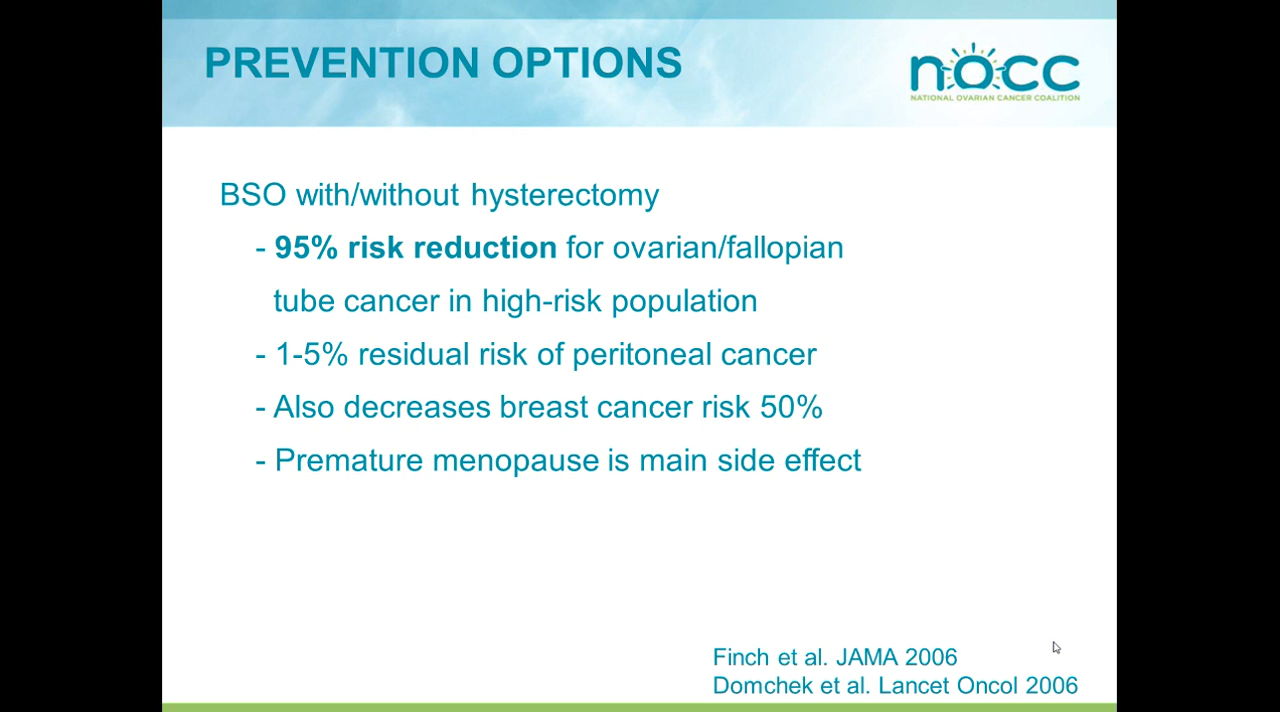 PREVENTION OPTIONS
nocc
NATIONAL OVARIAN CANCER COALITION
BSO with/without hysterectomy
- 95% risk reduction for ovarian/fallopian
tube cancer in high-risk population
- 1-5% residual risk of peritoneal cancer
- Also decreases breast cancer risk 50%
- Premature menopause is main side effect
Finch et al. JAMA 2006
Domchek et al. Lancet Oncol 2006